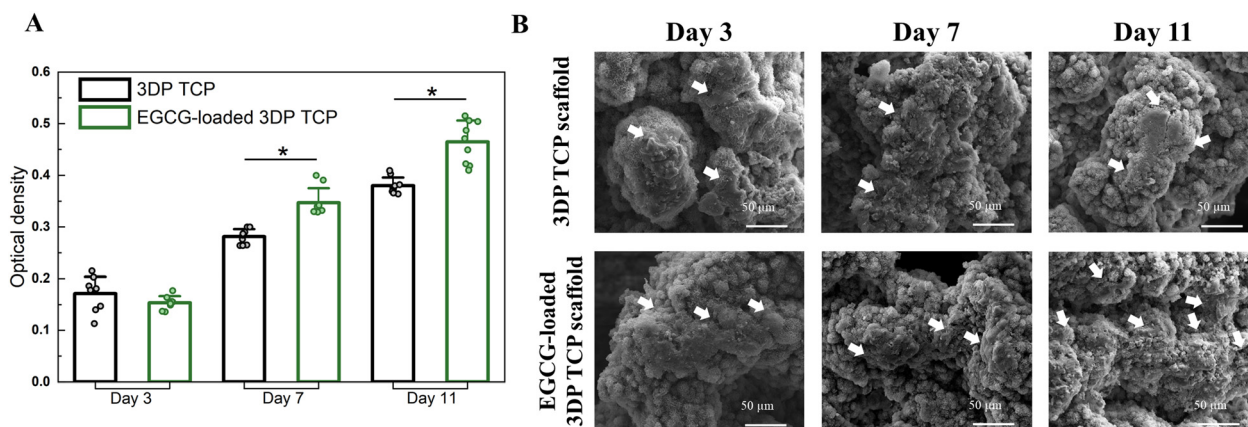 A
Optical density
0.6
0.5
0.4
0.3
0.2
0.1
0.0
3DP TCP
EGCG-loaded 3DP TCP
*
*
Day 3
Day 7
Day 11
B
Day 3
Day 7
Day 11
3DP TCP scaffold
50 µm
50 µm
50 µm
EGCG-loaded
3DP TCP scaffold
50 µm
50 µm
50 µm